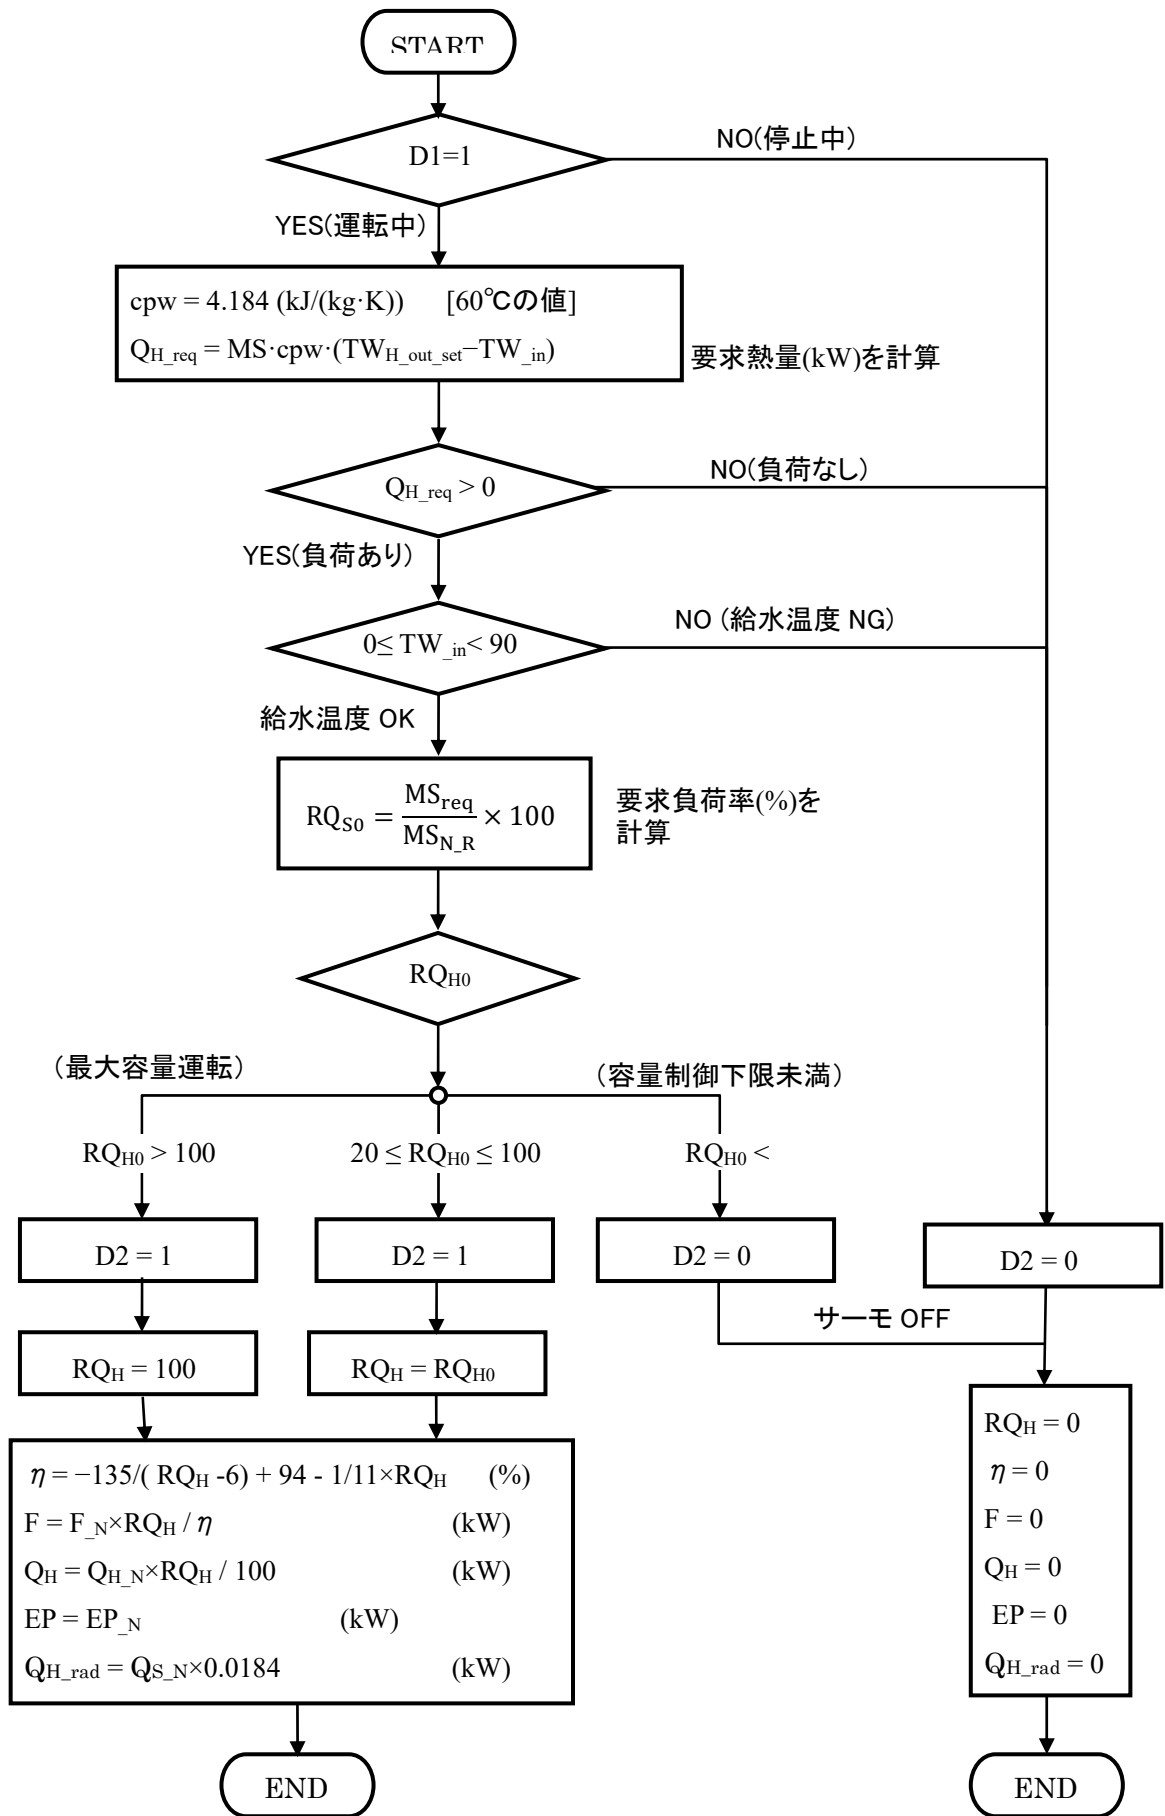 START
D1=1
NO(停止中)
YES(運転中)
cpw = 4.184 (kJ/(kg·K)) [60℃の値]
Q_H_req = MS·cpw·(TW_H_out_set−TW_in)
要求熱量(kW)を計算
Q_H_req > 0
NO(負荷なし)
YES(負荷あり)
0≤ TW_in< 90
NO (給水温度 NG)
給水温度 OK
RQ_S0 = MS_req / MS_N_R × 100
要求負荷率(%)を
計算
RQ_H0
(最大容量運転)
(容量制御下限未満)
RQ_H0 > 100
20 ≤ RQ_H0 ≤ 100
RQ_H0 <
D2 = 1
D2 = 1
D2 = 0
D2 = 0
サーモ OFF
RQ_H = 100
RQ_H = RQ_H0
η = −135/( RQ_H -6) + 94 - 1/11×RQ_H (%)
F = F_N×RQ_H / η (kW)
Q_H = Q_H_N×RQ_H / 100 (kW)
EP = EP_N (kW)
Q_H_rad = Q_S_N×0.0184 (kW)
RQ_H = 0
η = 0
F = 0
Q_H = 0
EP = 0
Q_H_rad = 0
END
END